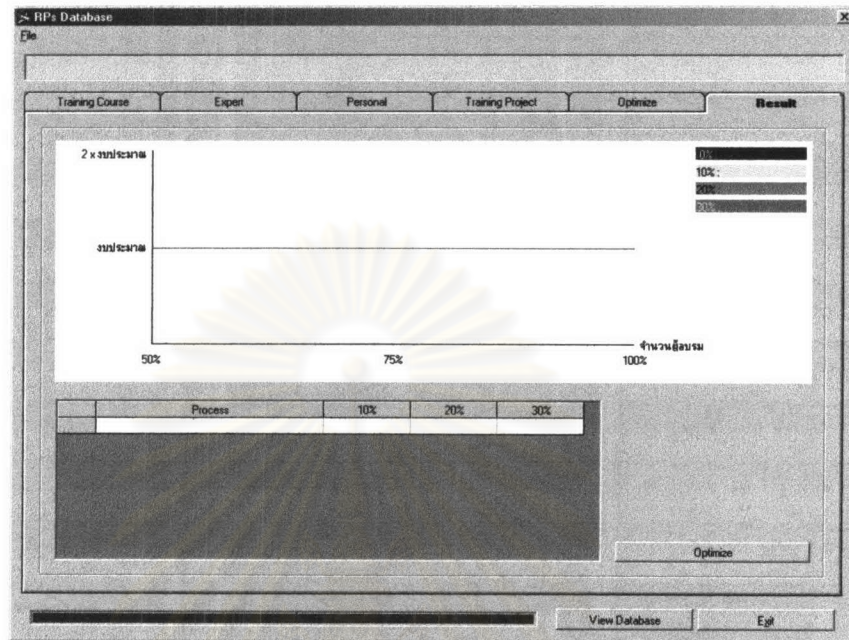 RPs Database
File
Training Course Expert Personal Training Project Optimize Result
2 x งบประมาณ
งบประมาณ
0%
10% :
20% :
30%
จำนวนผู้อบรม
50% 75% 100%
Process 10% 20% 30%
Optimize
View Database Exit